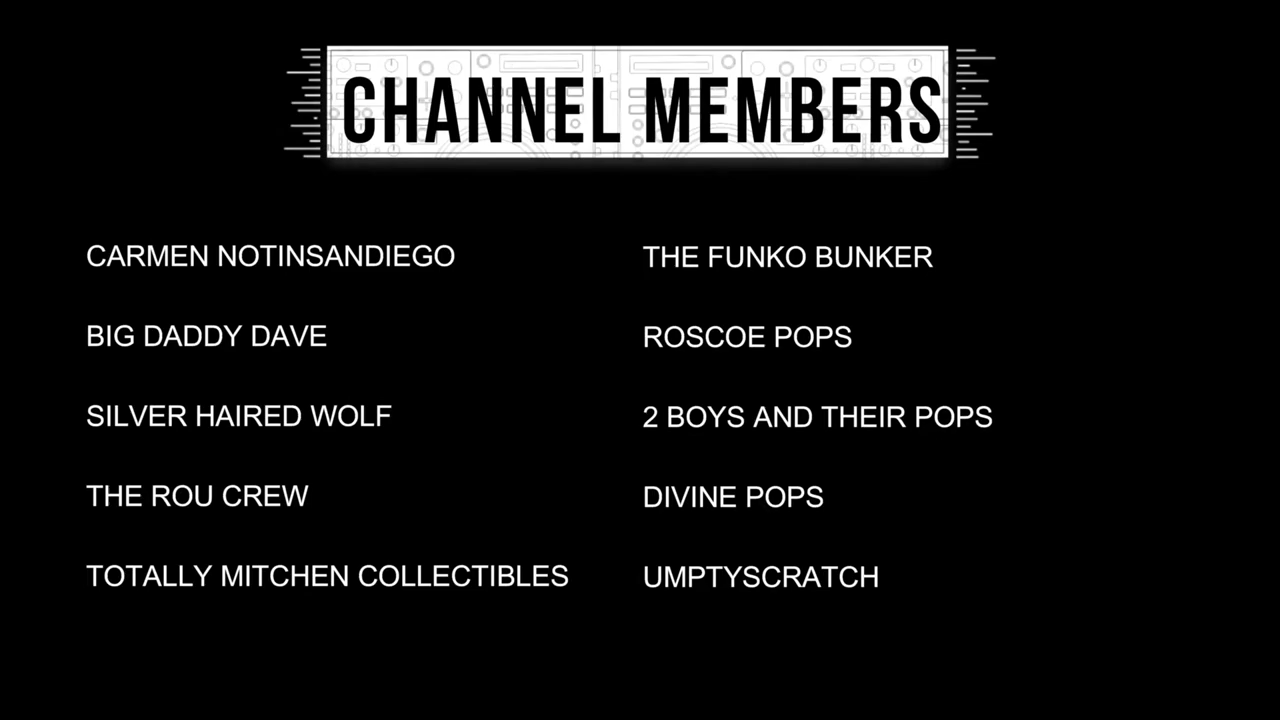 CHANNEL MEMBERS
CARMEN NOTINSANDIEGO
BIG DADDY DAVE
SILVER HAIRED WOLF
THE ROU CREW
TOTALLY MITCHEN COLLECTIBLES
THE FUNKO BUNKER
ROSCOE POPS
2 BOYS AND THEIR POPS
DIVINE POPS
UMPTYSCRATCH